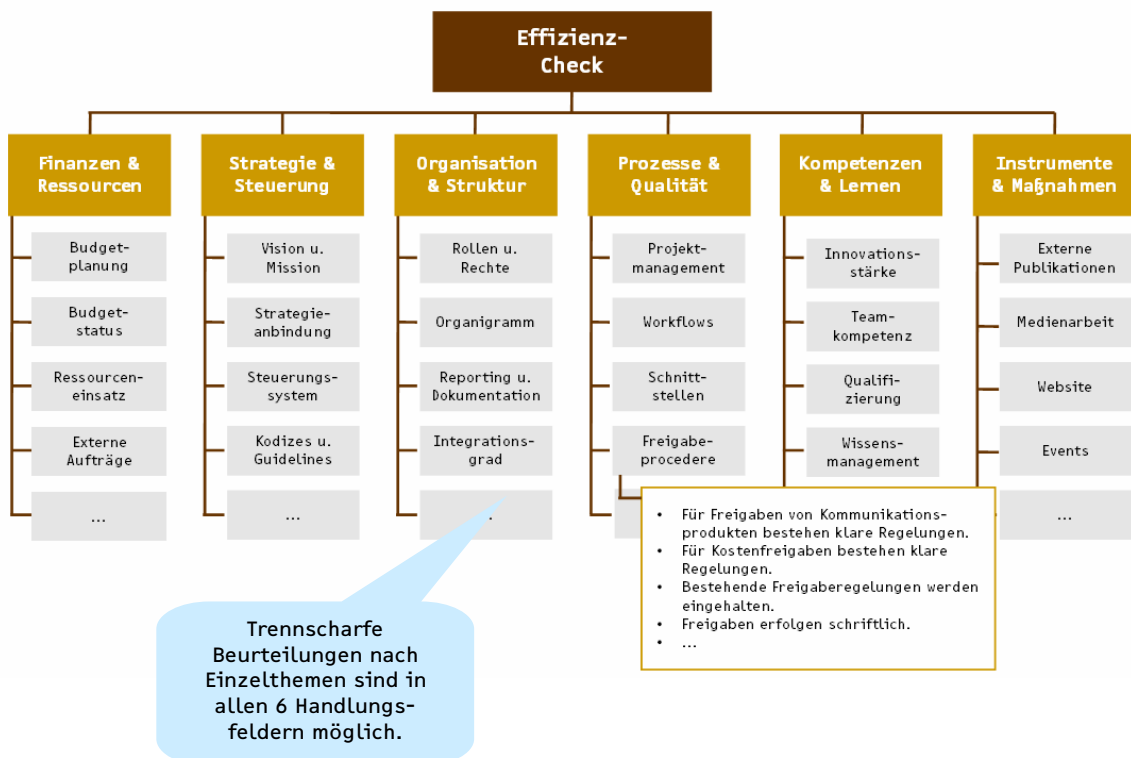 Effizienz-
Check
Finanzen &
Ressourcen
Budget-
planung
Budget-
status
Ressourcen-
einsatz
Externe
Aufträge
...
Strategie &
Steuerung
Vision u.
Mission
Strategie-
anbindung
Steuerungs-
system
Kodizes u.
Guidelines
...
Organisation
& Struktur
Rollen u.
Rechte
Organigramm
Reporting u.
Dokumentation
Integrations-
grad
.
Prozesse &
Qualität
Projekt-
management
Workflows
Schnitt-
stellen
Freigabe-
procedere
Kompetenzen
& Lernen
Innovations-
stärke
Team-
kompetenz
Qualifi-
zierung
Wissens-
management
Instrumente
& Maßnahmen
Externe
Publikationen
Medienarbeit
Website
Events
...
• Für Freigaben von Kommunikations-
produkten bestehen klare Regelungen.
• Für Kostenfreigaben bestehen klare
Regelungen.
• Bestehende Freigaberegelungen werden
eingehalten.
• Freigaben erfolgen schriftlich.
• ...
Trennscharfe
Beurteilungen nach
Einzelthemen sind in
allen 6 Handlungs-
feldern möglich.